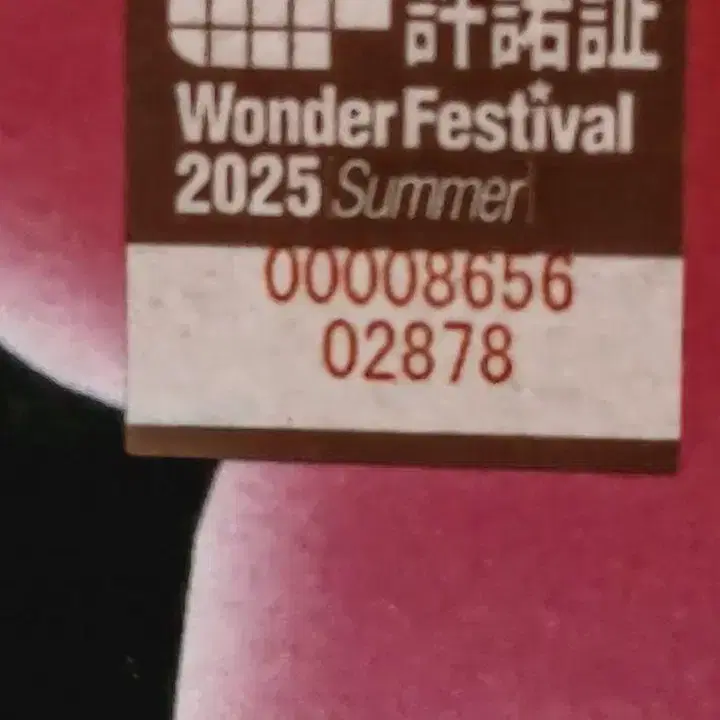 許諾証
Wonder Festival
2025 Summer
00008656
02878